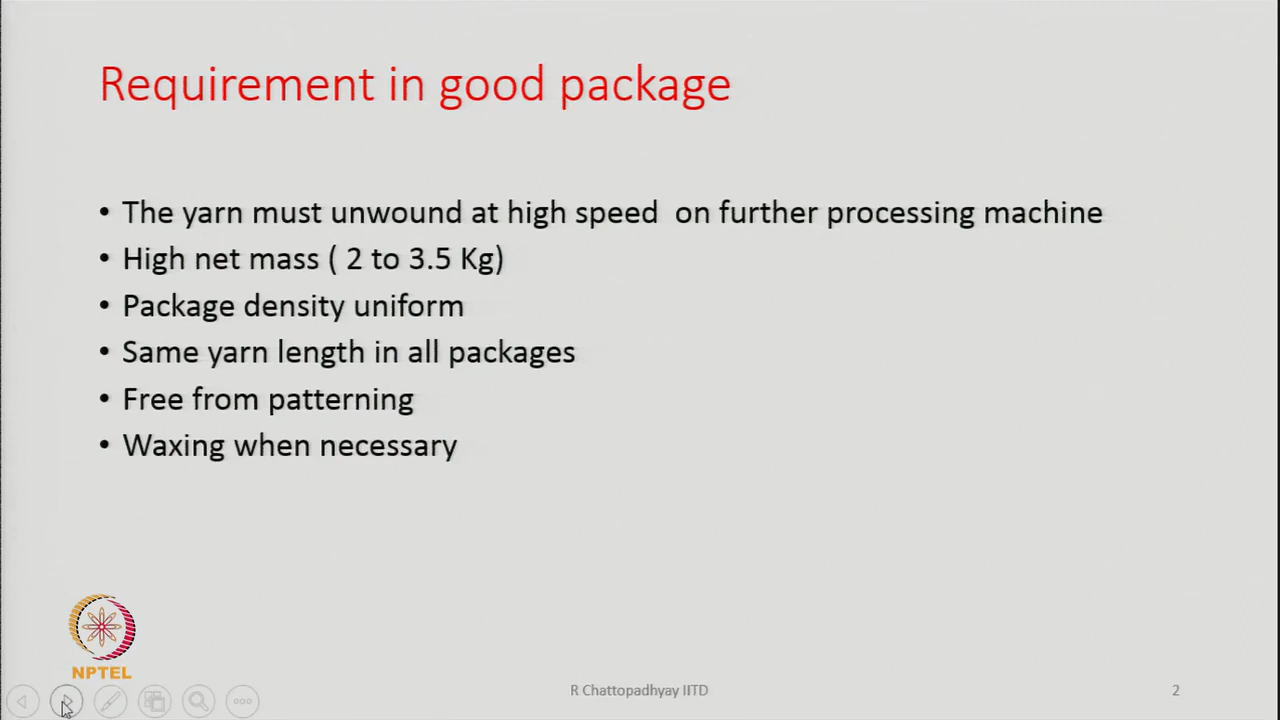 Requirement in good package
• The yarn must unwound at high speed on further processing machine
• High net mass ( 2 to 3.5 Kg)
• Package density uniform
• Same yarn length in all packages
• Free from patterning
• Waxing when necessary
NPTEL
R Chattopadhyay IITD
2